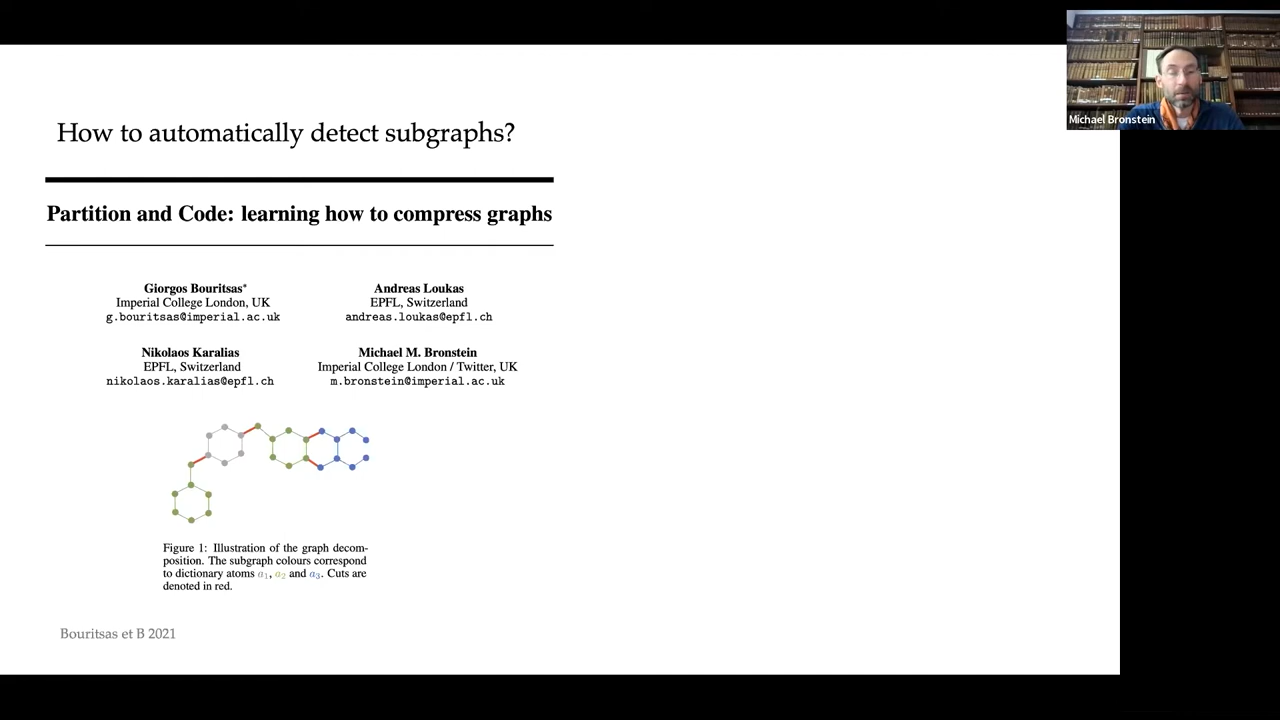 How to automatically detect subgraphs?
Partition and Code: learning how to compress graphs
Giorgos Bouritsas*
Imperial College London, UK
g.bouritsas@imperial.ac.uk
Andreas Loukas
EPFL, Switzerland
andreas.loukas@epfl.ch
Nikolaos Karalias
EPFL, Switzerland
nikolaos.karalias@epfl.ch
Michael M. Bronstein
Imperial College London / Twitter, UK
m.bronstein@imperial.ac.uk
Figure 1: Illustration of the graph decom-
position. The subgraph colours correspond
to dictionary atoms a1, a2 and a3. Cuts are
denoted in red.
Bouritsas et B 2021
Michael Bronstein